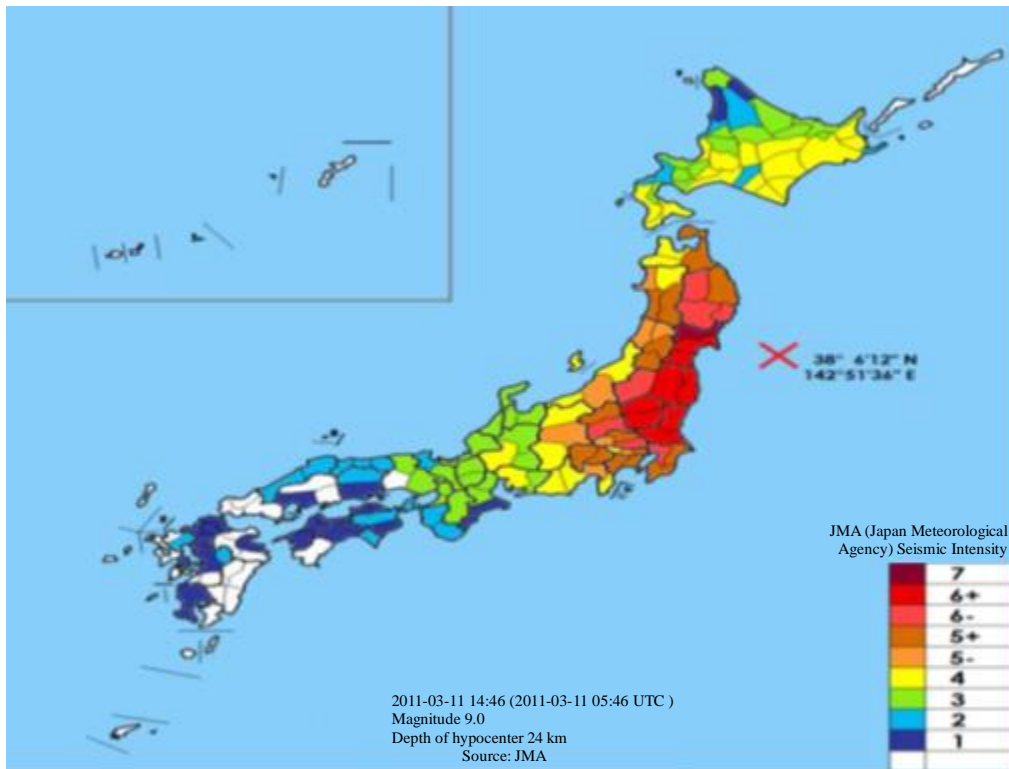 38° 6'12" N
142°51'36" E
JMA (Japan Meteorological
Agency) Seismic Intensity
7
6+
6-
5+
5-
4
3
2
1
2011-03-11 14:46 (2011-03-11 05:46 UTC )
Magnitude 9.0
Depth of hypocenter 24 km
Source: JMA